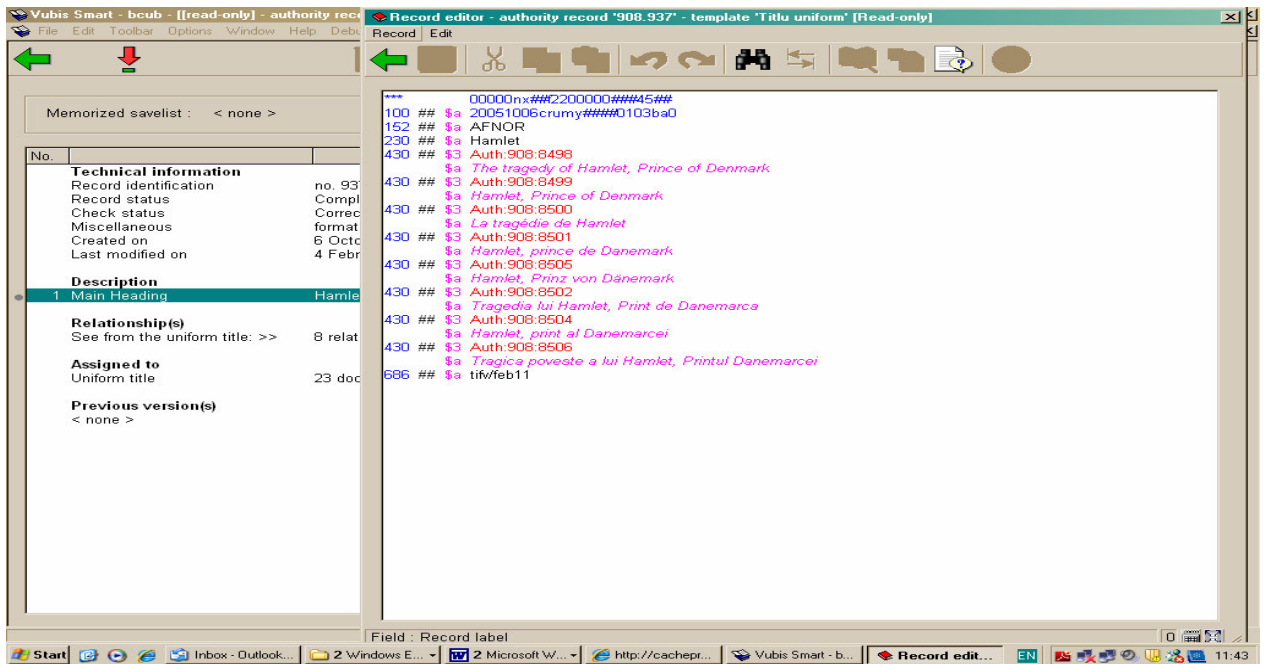 Vubis Smart - bcub - [[read-only] - authority rec
File Edit Toolbar Options Window Help Debu
Memorized savelist : < none >
No.
Technical information
Record identification no. 93
Record status Compl
Check status Correc
Miscellaneous format
Created on 6 Octo
Last modified on 4 Febr
Description
1 Main Heading Hamle
Relationship(s)
See from the uniform title: >> 8 relat
Assigned to
Uniform title 23 doc
Previous version(s)
< none >
Record editor - authority record '908.937' - template 'Titlu uniform' [Read-only]
Record Edit
*** 00000nx###2200000####45##
100 ## $a 20051006crumy#####0103ba0
152 ## $a AFNOR
230 ## $a Hamlet
430 ## $3 Auth:908:8498
$a The tragedy of Hamlet, Prince of Denmark
430 ## $3 Auth:908:8499
$a Hamlet, Prince of Denmark
430 ## $3 Auth:908:8500
$a La tragédie de Hamlet
430 ## $3 Auth:908:8501
$a Hamlet, prince de Danemark
430 ## $3 Auth:908:8505
$a Hamlet, Prinz von Dänemark
430 ## $3 Auth:908:8502
$a Tragedia lui Hamlet, Print de Danemarca
430 ## $3 Auth:908:8504
$a Hamlet, print al Danemarcei
430 ## $3 Auth:908:8506
$a Tragica poveste a lui Hamlet, Printul Danemarcei
686 ## $a tifv/feb11
Field : Record label 0
Start Inbox - Outlook... 2 Windows E... 2 Microsoft W... http://cachepr... Vubis Smart - b... Record edit... EN 11:43